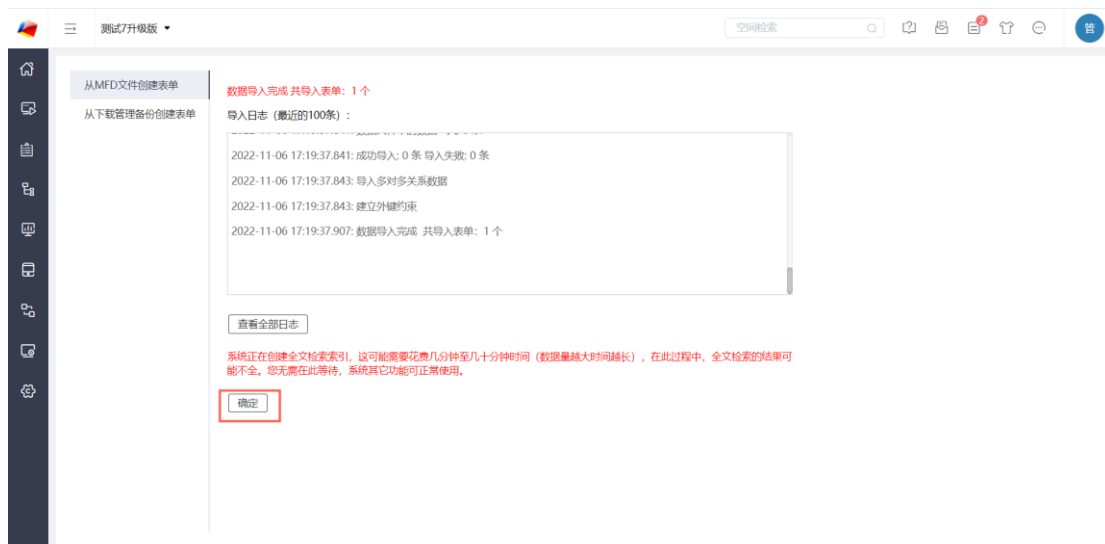 测试7升级版
空间检索
2
管
从MFD文件创建表单
从下载管理备份创建表单
数据导入完成 共导入表单：1 个
导入日志（最近的100条）：
2022-11-06 17:19:37.841: 成功导入: 0 条 导入失败: 0 条
2022-11-06 17:19:37.843: 导入多对多关系数据
2022-11-06 17:19:37.843: 建立外键约束
2022-11-06 17:19:37.907: 数据导入完成 共导入表单：1 个
查看全部日志
系统正在创建全文检索索引，这可能需要花费几分钟至几十分钟时间（数据量越大时间越长），在此过程中，全文检索的结果可
能不全。您无需在此等待，系统其它功能可正常使用。
确定